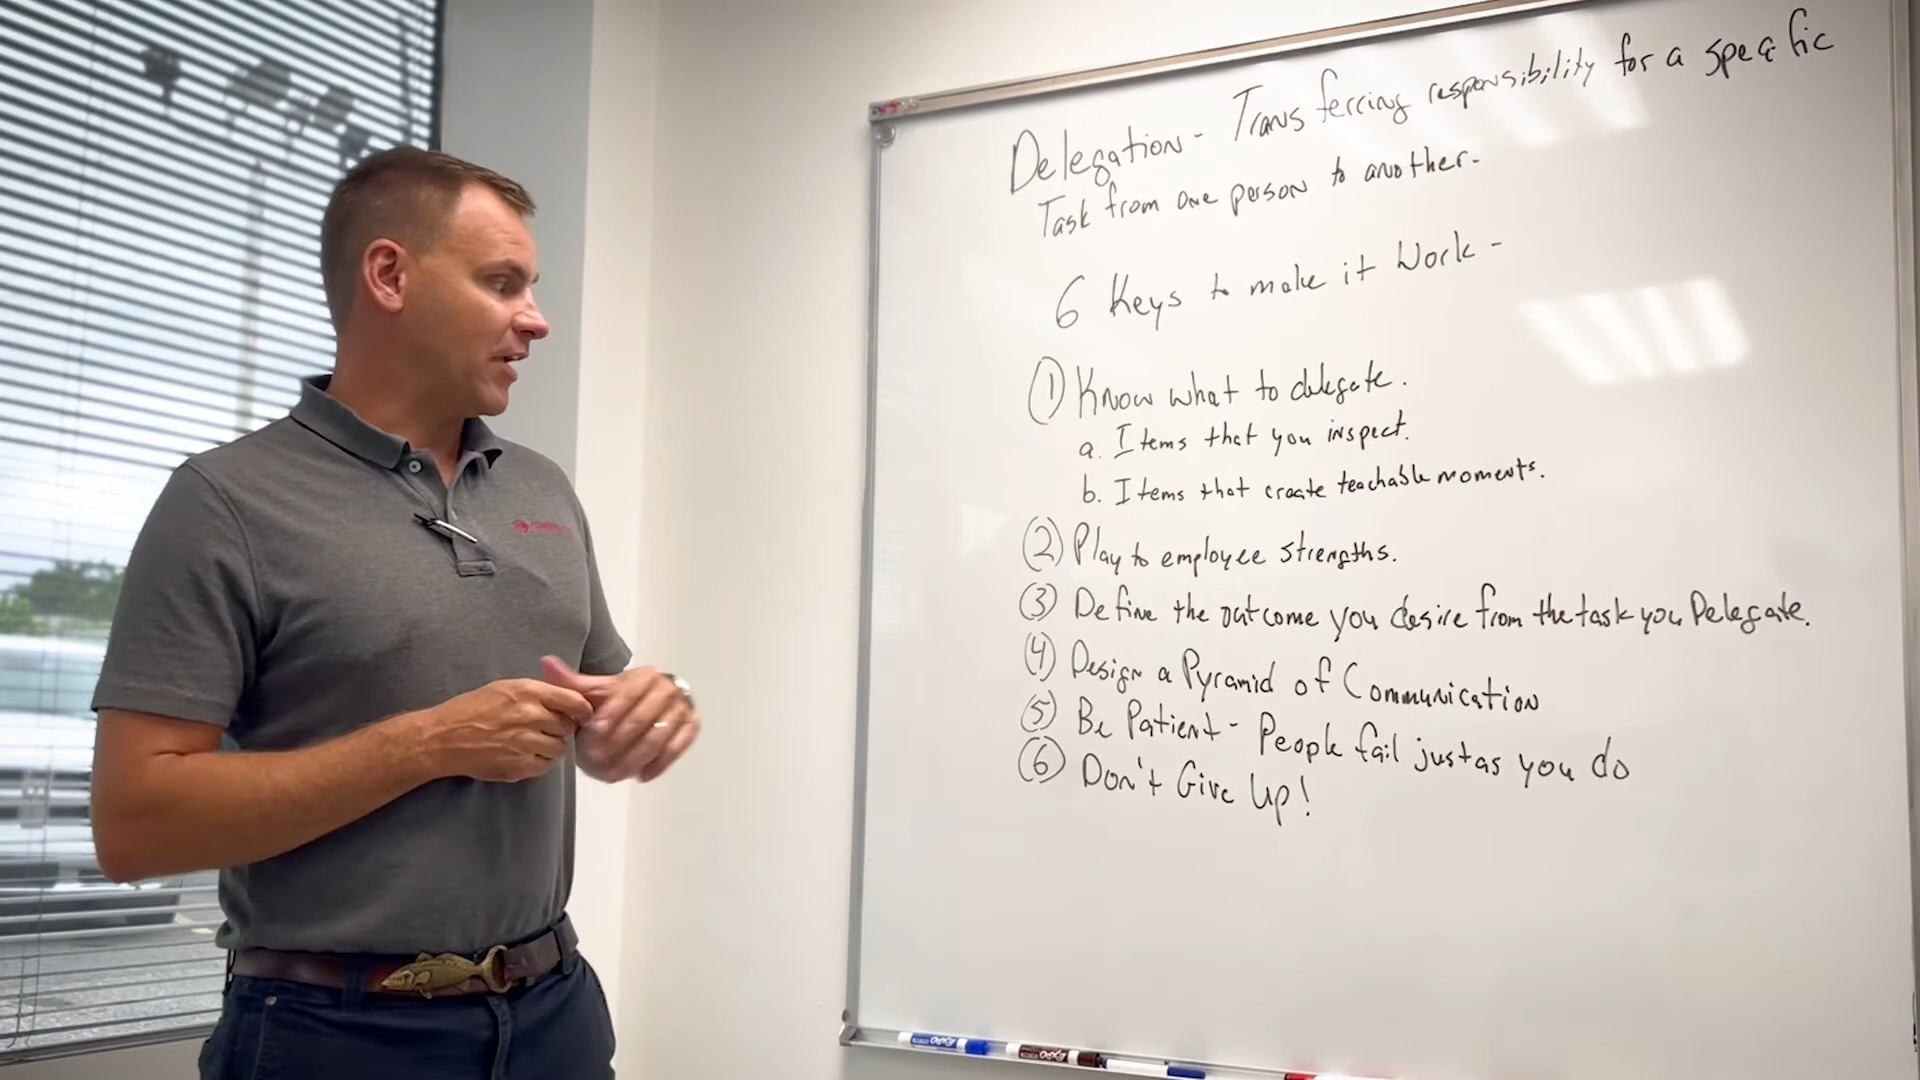 Delegation - Transferring responsibility for a specific
Task from one person to another.
6 Keys to make it Work -
① Know what to delegate.
a. Items that you inspect.
b. Items that create teachable moments.
② Play to employee strengths.
③ Define the outcome you desire from the task you Delegate.
④ Design a Pyramid of Communication
⑤ Be Patient - People fail just as you do
⑥ Don't Give Up!